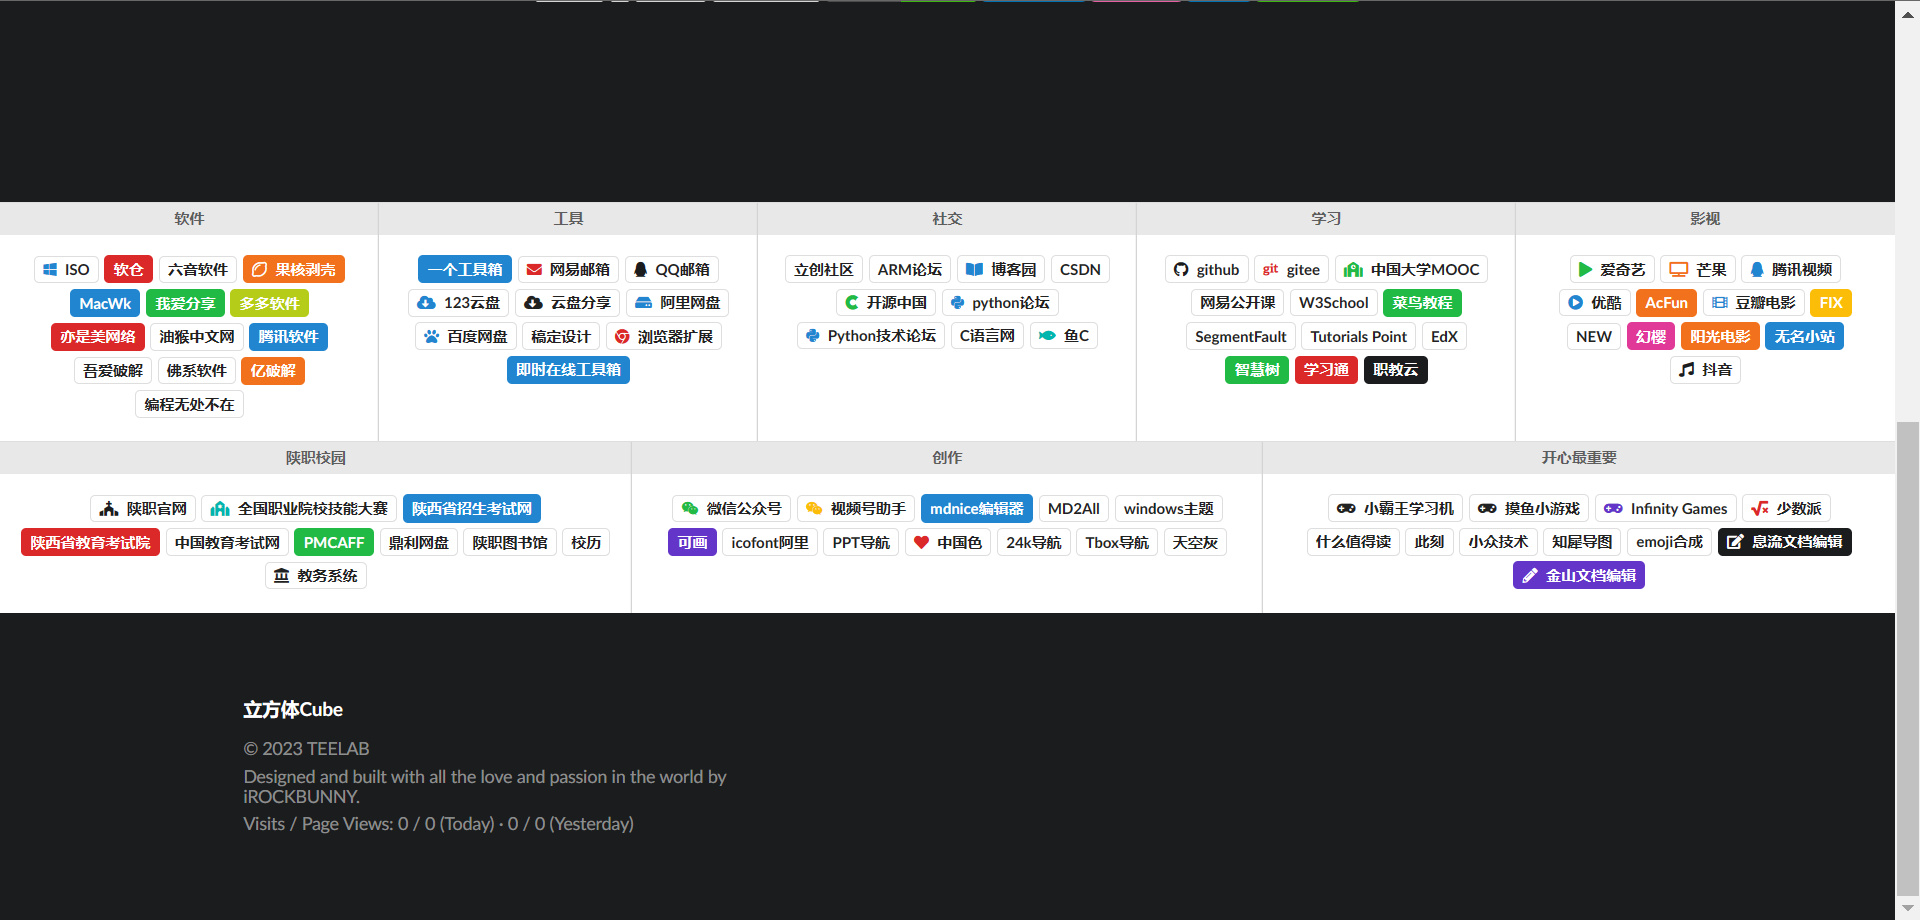 软件
ISO 软仓 六音软件 果核剥壳
MacWk 我爱分享 多多软件
亦是美网络 油猴中文网 腾讯软件
吾爱破解 佛系软件 亿破解
编程无处不在
工具
一个工具箱 网易邮箱 QQ邮箱
123云盘 云盘分享 阿里网盘
百度网盘 稿定设计 浏览器扩展
即时在线工具箱
社交
立创社区 ARM论坛 博客园 CSDN
开源中国 python论坛
Python技术论坛 C语言网 鱼C
学习
github git gitee 中国大学MOOC
网易公开课 W3School 菜鸟教程
SegmentFault Tutorials Point EdX
智慧树 学习通 职教云
影视
爱奇艺 芒果 腾讯视频
优酷 AcFun 豆瓣电影 FIX
NEW 幻樱 阳光电影 无名小站
抖音
陕职校园
陕职官网 全国职业院校技能大赛 陕西省招生考试网
陕西省教育考试院 中国教育考试网 PMCAFF 鼎利网盘 陕职图书馆 校历
教务系统
创作
微信公众号 视频号助手 mdnice编辑器 MD2All windows主题
可画 icofont阿里 PPT导航 中国色 24k导航 Tbox导航 天空灰
开心最重要
小霸王学习机 摸鱼小游戏 Infinity Games 少数派
什么值得读 此刻 小众技术 知犀导图 emoji合成 息流文档编辑
金山文档编辑
立方体Cube
© 2023 TEELAB
Designed and built with all the love and passion in the world by
iROCKBUNNY.
Visits / Page Views: 0 / 0 (Today) · 0 / 0 (Yesterday)